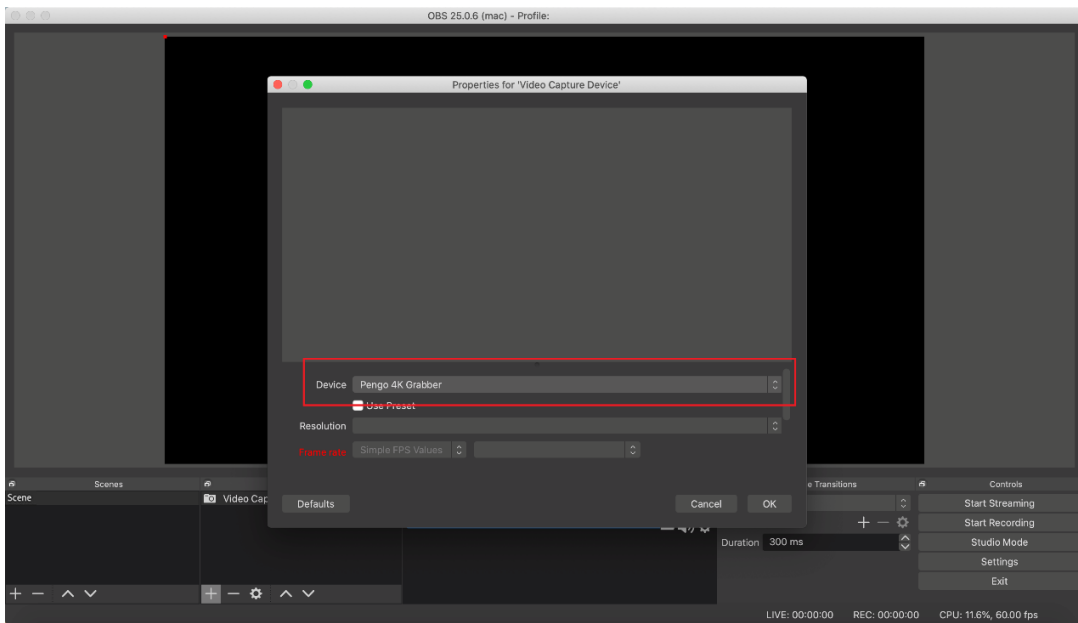 OBS 25.0.6 (mac) - Profile:
Properties for 'Video Capture Device'
Device Pengo 4K Grabber
Use Preset
Resolution
Frame rate Simple FPS Values
Defaults Cancel OK
Scenes
Scene
Video Cap
e Transitions
Duration 300 ms
Controls
Start Streaming
Start Recording
Studio Mode
Settings
Exit
LIVE: 00:00:00 REC: 00:00:00 CPU: 11.6%, 60.00 fps